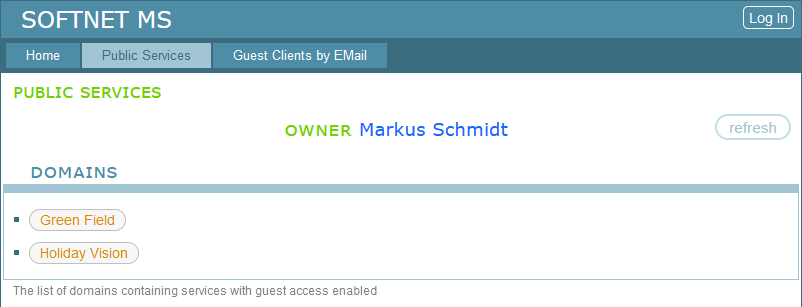 SOFTNET MS
Log In
Home Public Services Guest Clients by EMail
PUBLIC SERVICES
OWNER Markus Schmidt
refresh
DOMAINS
Green Field
Holiday Vision
The list of domains containing services with guest access enabled